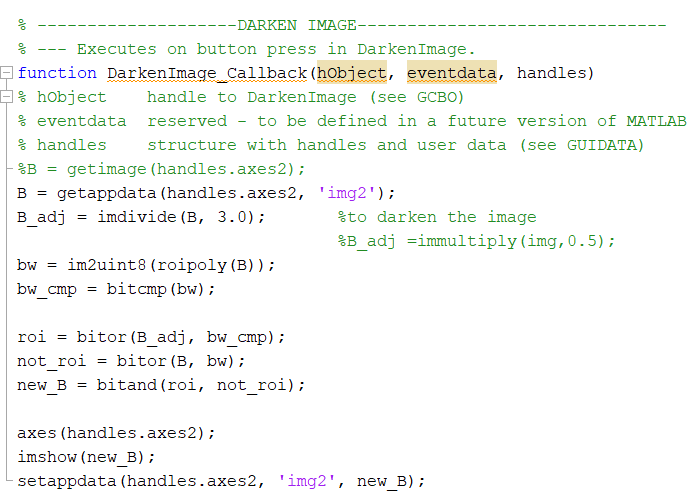 % ---------------------DARKEN IMAGE-------------------------------
% --- Executes on button press in DarkenImage.
function DarkenImage_Callback(hObject, eventdata, handles)
% hObject    handle to DarkenImage (see GCBO)
% eventdata  reserved - to be defined in a future version of MATLAB
% handles    structure with handles and user data (see GUIDATA)
%B = getimage(handles.axes2);
B = getappdata(handles.axes2, 'img2');
B_adj = imdivide(B, 3.0);       %to darken the image
                                %B_adj =immultiply(img,0.5);
bw = im2uint8(roipoly(B));
bw_cmp = bitcmp(bw);
roi = bitor(B_adj, bw_cmp);
not_roi = bitor(B, bw);
new_B = bitand(roi, not_roi);
axes(handles.axes2);
imshow(new_B);
setappdata(handles.axes2, 'img2', new_B);